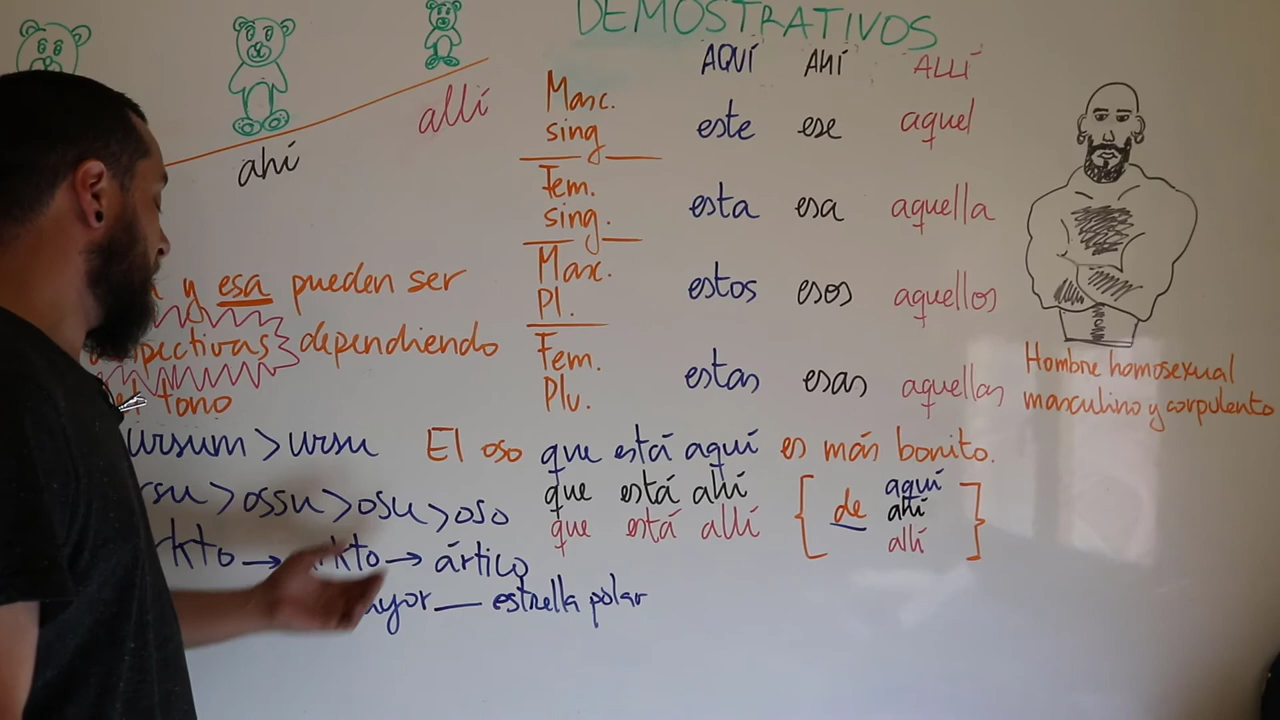 DEMOSTRATIVOS
AQUÍ AHÍ ALLÍ
Masc. sing este ese aquel
Fem. sing. esta esa aquella
Masc. Pl. estos esos aquellos
Fem. Plu. estas esas aquellas
ahí
allí
y esa pueden ser
dependiendo
tono
ursum > ursu
> ossu > osu > oso
→ → ártico
— estrella polar
El oso que está aquí es más bonito.
que está ahí
que está allí
{ de aquí ahí allí }
Hombre homosexual
masculino y corpulento